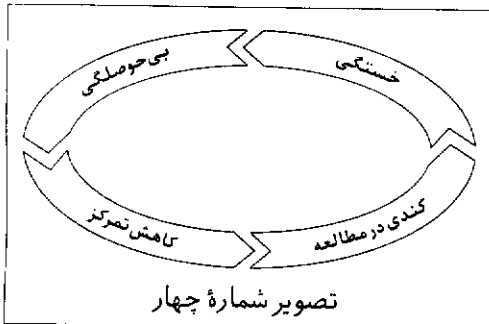 خستگی
بی‌حوصلگی
کاهش تمرکز
کندی در مطالعه
تصویر شمارهٔ چهار